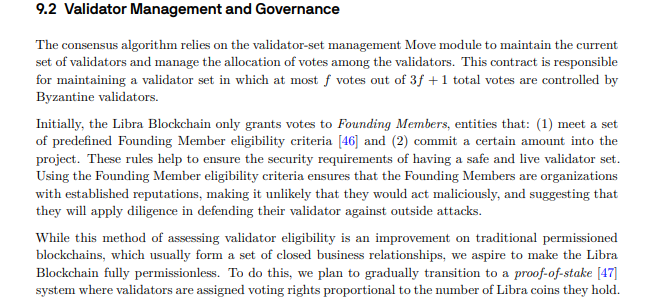 9.2 Validator Management and Governance
The consensus algorithm relies on the validator-set management Move module to maintain the current
set of validators and manage the allocation of votes among the validators. This contract is responsible
for maintaining a validator set in which at most f votes out of 3f + 1 total votes are controlled by
Byzantine validators.
Initially, the Libra Blockchain only grants votes to Founding Members, entities that: (1) meet a set
of predefined Founding Member eligibility criteria [46] and (2) commit a certain amount into the
project. These rules help to ensure the security requirements of having a safe and live validator set.
Using the Founding Member eligibility criteria ensures that the Founding Members are organizations
with established reputations, making it unlikely that they would act maliciously, and suggesting that
they will apply diligence in defending their validator against outside attacks.
While this method of assessing validator eligibility is an improvement on traditional permissioned
blockchains, which usually form a set of closed business relationships, we aspire to make the Libra
Blockchain fully permissionless. To do this, we plan to gradually transition to a proof-of-stake [47]
system where validators are assigned voting rights proportional to the number of Libra coins they hold.